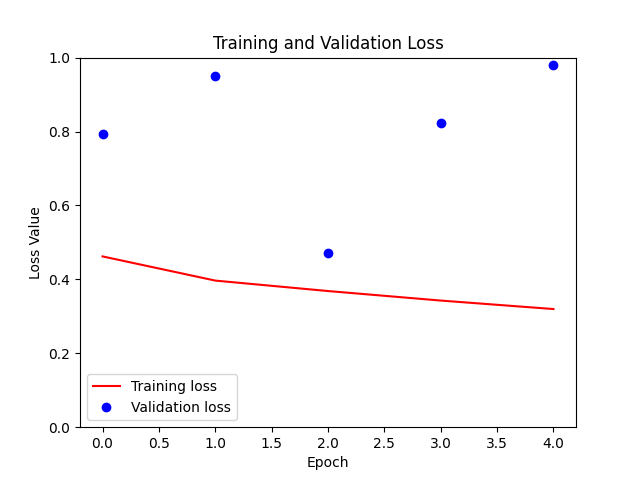 Training and Validation Loss
1.0
0.8
0.6
0.4
0.2
0.0
Loss Value
Training loss
Validation loss
0.0 0.5 1.0 1.5 2.0 2.5 3.0 3.5 4.0
Epoch